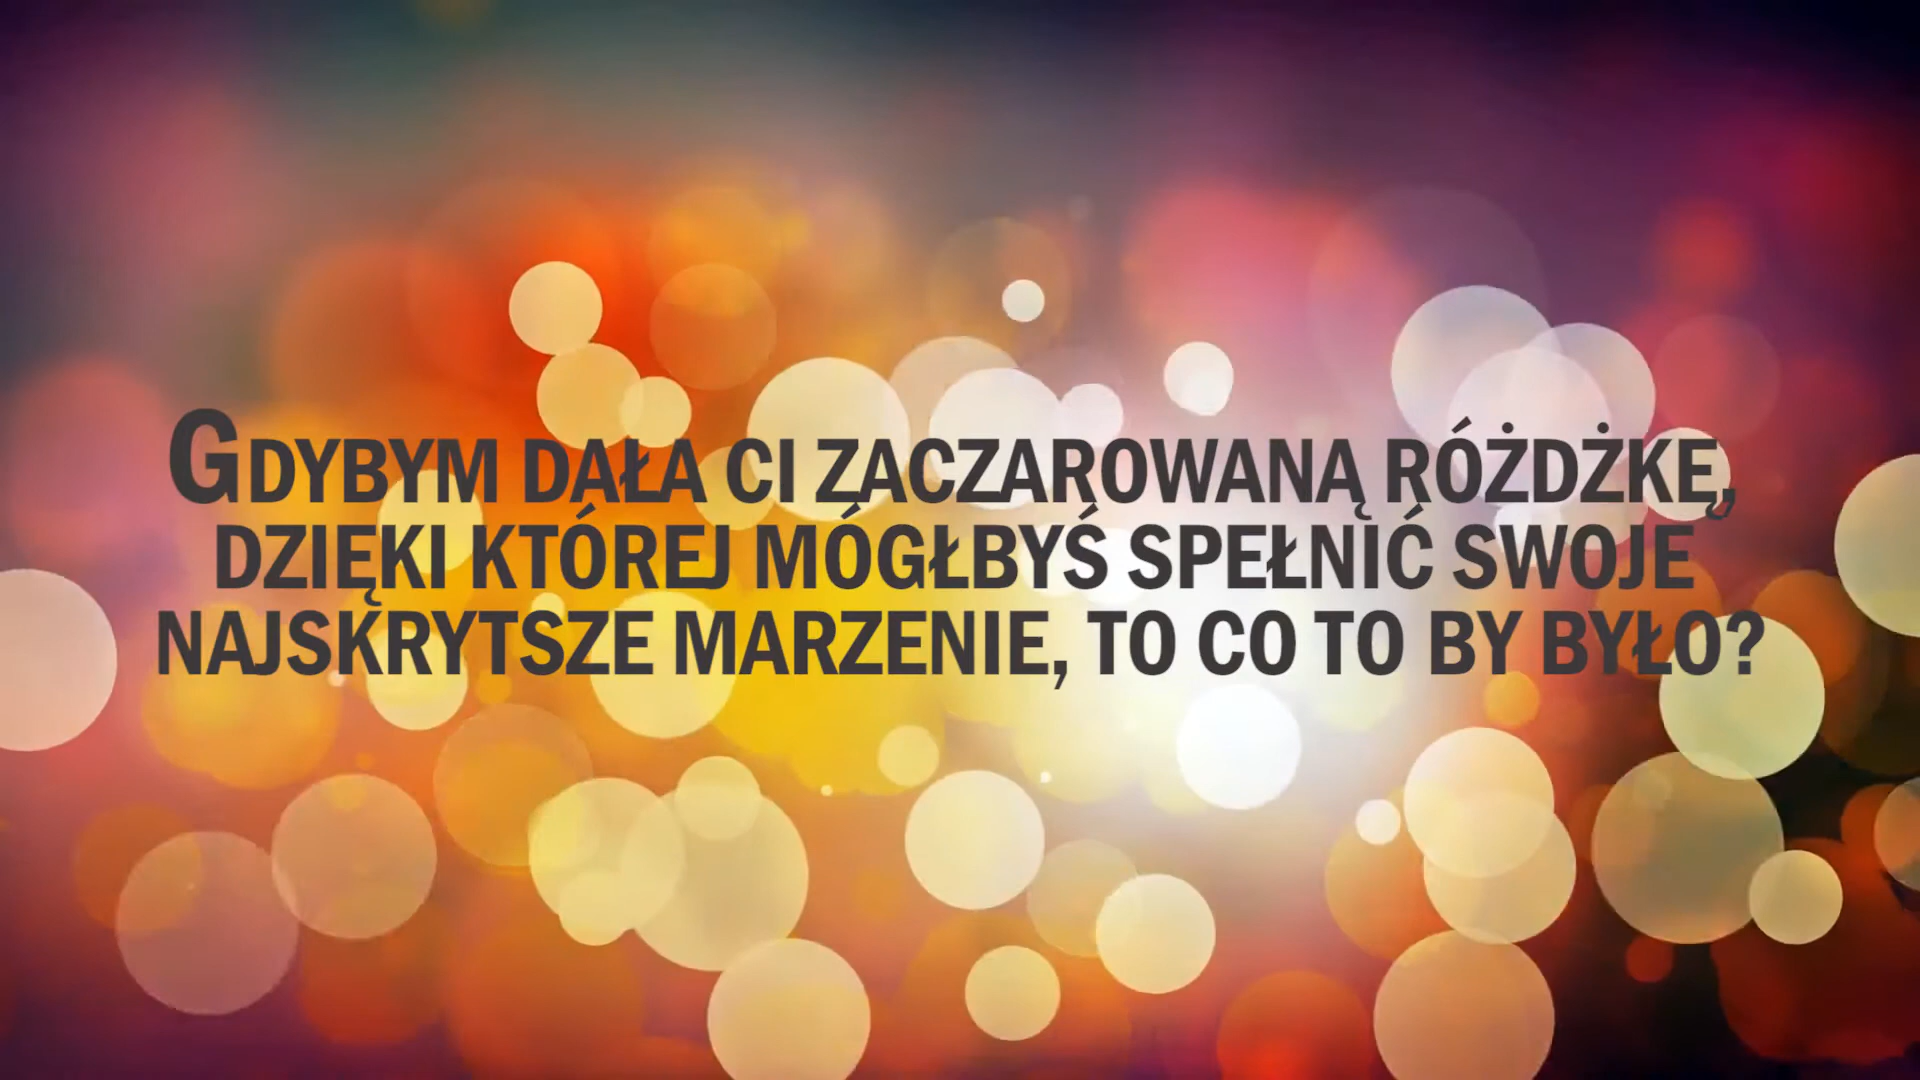 GDYBYM DAŁA CI ZACZAROWANĄ RÓŻDŻKĘ,
DZIĘKI KTÓREJ MÓGŁBYŚ SPEŁNIĆ SWOJE
NAJSKRYTSZE MARZENIE, TO CO TO BY BYŁO?